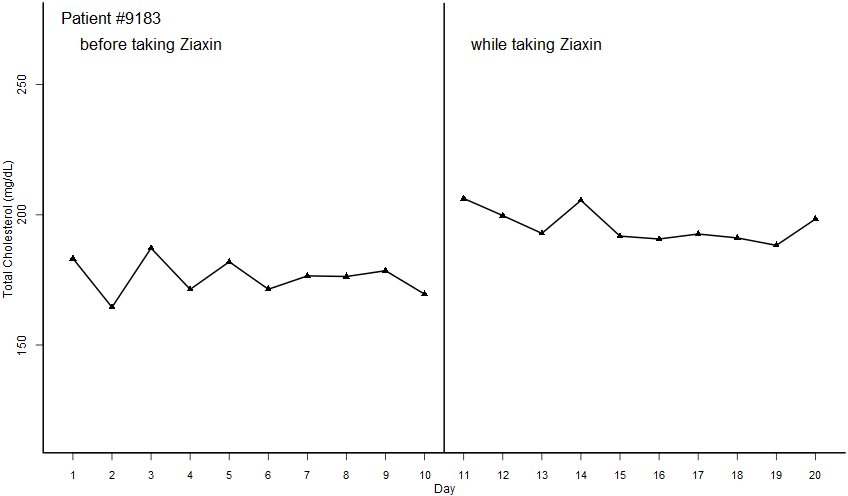 Patient #9183
before taking Ziaxin
while taking Ziaxin
Total Cholesterol (mg/dL)
250
200
150
1 2 3 4 5 6 7 8 9 10 11 12 13 14 15 16 17 18 19 20
Day